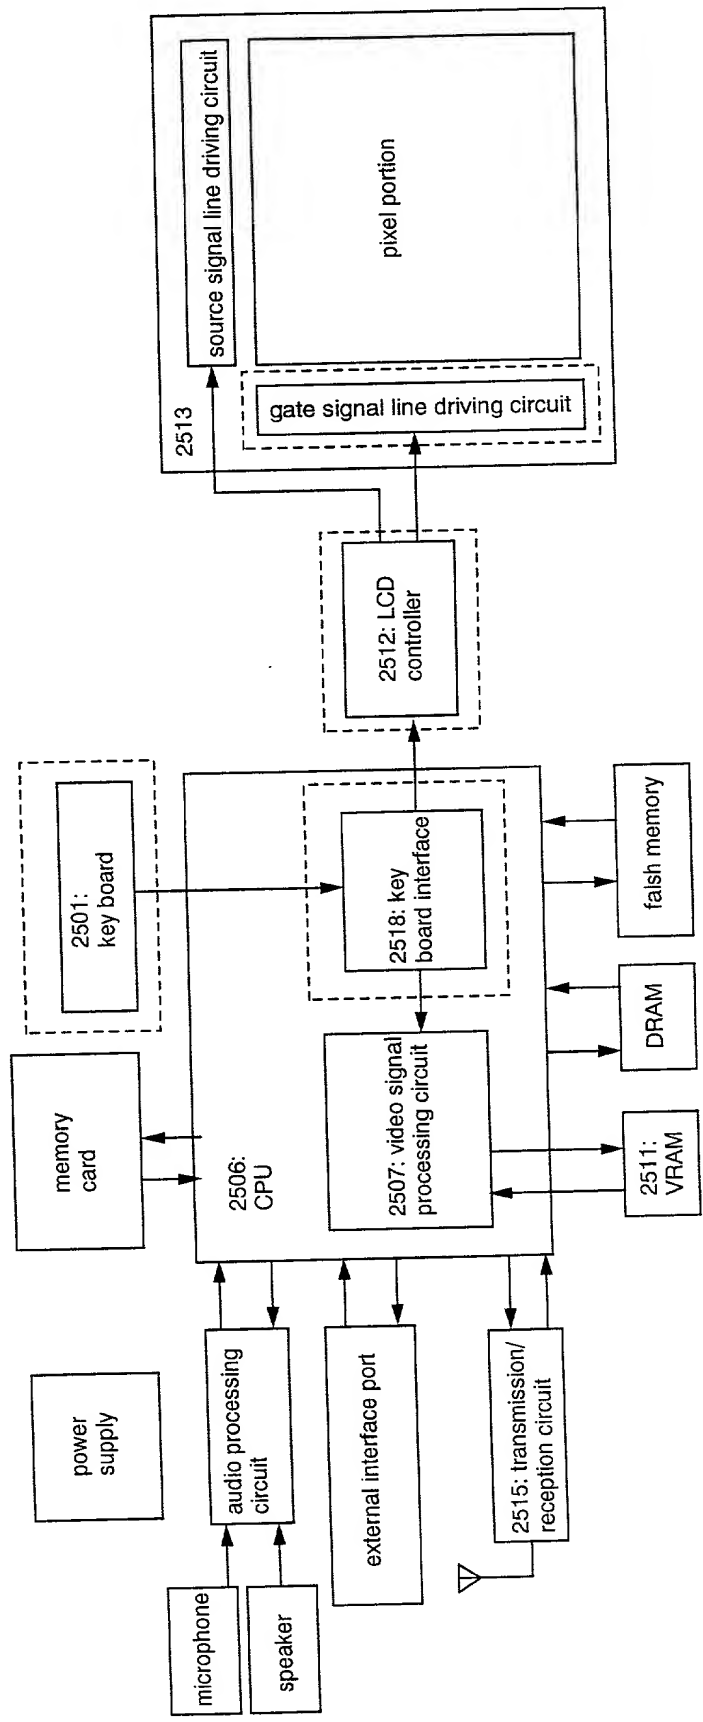 power
supply
microphone
speaker
audio processing
circuit
external interface port
2515: transmission/
reception circuit
memory
card
2506:
CPU
2507: video signal
processing circuit
2511:
VRAM
DRAM
falsh memory
2501:
key board
2518: key
board interface
2512: LCD
controller
2513
source signal line driving circuit
gate signal line driving circuit
pixel portion